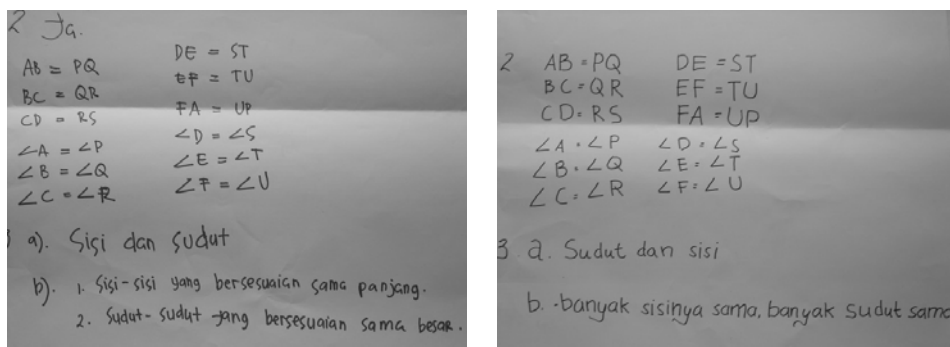 2 Ja.
AB = PQ
BC = QR
CD = RS
∠A = ∠P
∠B = ∠Q
∠C = ∠R
DE = ST
EF = TU
FA = UP
∠D = ∠S
∠E = ∠T
∠F = ∠U
a). Sisi dan sudut
b). 1. Sisi-sisi yang bersesuaian sama panjang.
2. Sudut-sudut yang bersesuaian sama besar.
2 AB = PQ
BC = QR
CD = RS
∠A = ∠P
∠B = ∠Q
∠C = ∠R
DE = ST
EF = TU
FA = UP
∠D = ∠S
∠E = ∠T
∠F = ∠U
3. a. Sudut dan sisi
b. -banyak sisinya sama, banyak sudut sama